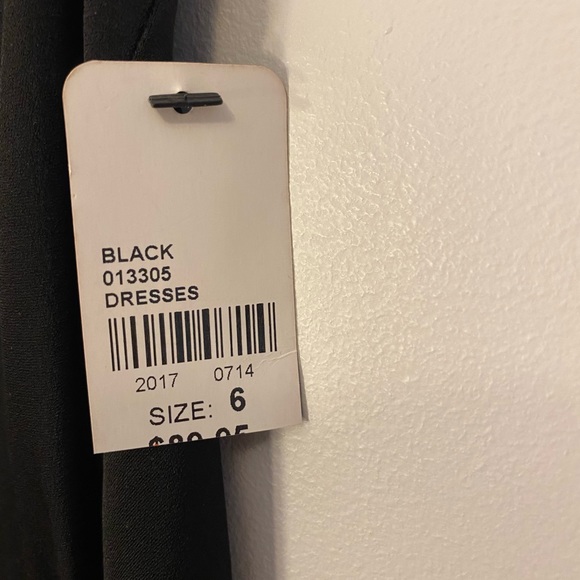 BLACK
013305
DRESSES
2017 0714
SIZE: 6